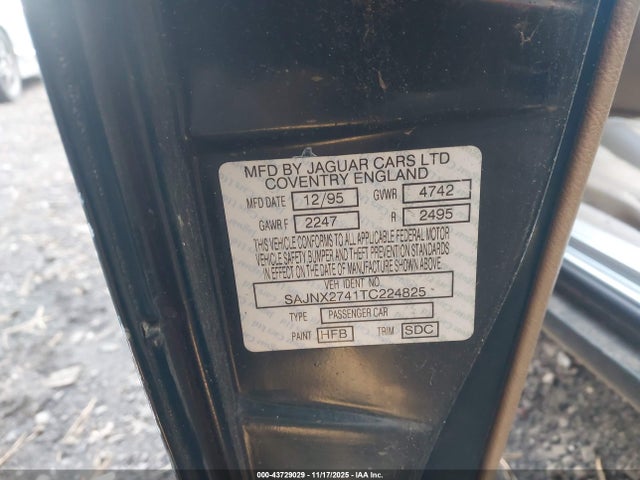 MFD BY JAGUAR CARS LTD
COVENTRY ENGLAND
MFD DATE 12/95 GVWR 4742
GAWR F 2247 R 2495
THIS VEHICLE CONFORMS TO ALL APPLICABLE FEDERAL MOTOR
VEHICLE SAFETY, BUMPER AND THEFT PREVENTION STANDARDS
IN EFFECT ON THE DATE OF MANUFACTURE SHOWN ABOVE
VEH IDENT NO.
SAJNX2741TC224825
TYPE PASSENGER CAR
PAINT HFB TRIM SDC
000-43729029 - 11/17/2025 - IAAI.com